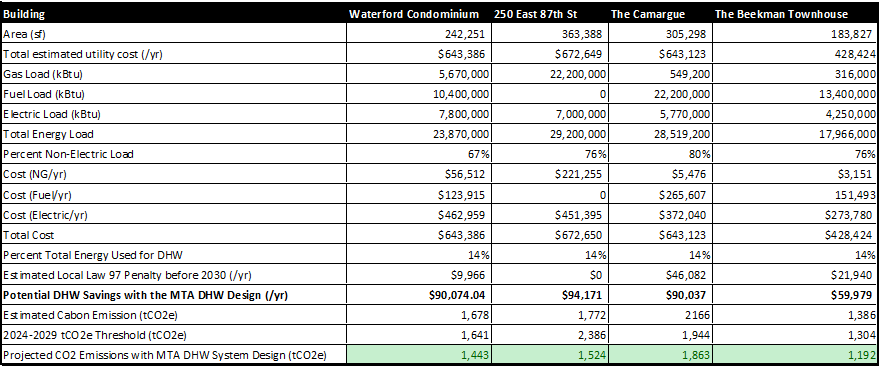 Building Waterford Condominium 250 East 87th St The Camargue The Beekman Townhouse
Area (sf) 242,251 363,388 305,298 183,827
Total estimated utility cost (/yr) $643,386 $672,649 $643,123 428,424
Gas Load (kBtu) 5,670,000 22,200,000 549,200 316,000
Fuel Load (kBtu) 10,400,000 0 22,200,000 13,400,000
Electric Load (kBtu) 7,800,000 7,000,000 5,770,000 4,250,000
Total Energy Load 23,870,000 29,200,000 28,519,200 17,966,000
Percent Non-Electric Load 67% 76% 80% 76%
Cost (NG/yr) $56,512 $221,255 $5,476 $3,151
Cost (Fuel/yr) $123,915 0 $265,607 151,493
Cost (Electric/yr) $462,959 $451,395 $372,040 $273,780
Total Cost $643,386 $672,650 $643,123 $428,424
Percent Total Energy Used for DHW 14% 14% 14% 14%
Estimated Local Law 97 Penalty before 2030 (/yr) $9,966 $0 $46,082 $21,940
Potential DHW Savings with the MTA DHW Design (/yr) $90,074.04 $94,171 $90,037 $59,979
Estimated Cabon Emission (tCO2e) 1,678 1,772 2166 1,386
2024-2029 tCO2e Threshold (tCO2e) 1,641 2,386 1,944 1,304
Projected CO2 Emissions with MTA DHW System Design (tCO2e) 1,443 1,524 1,863 1,192